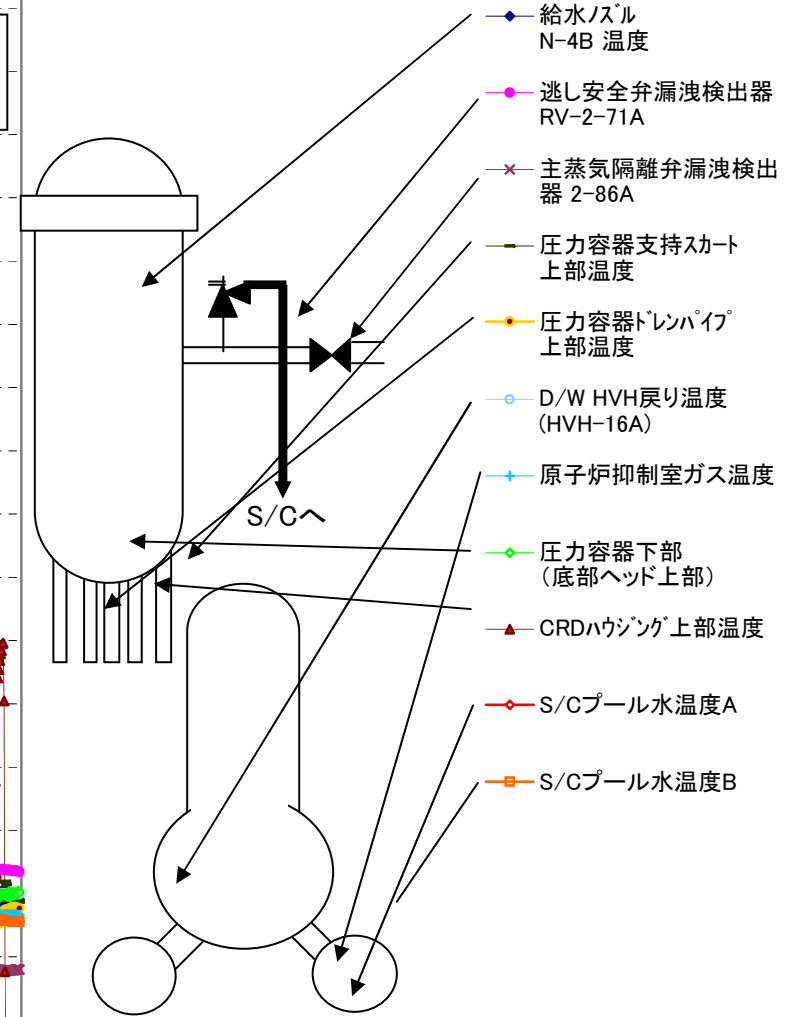 給水ﾉｽﾞﾙ
N-4B 温度
逃し安全弁漏洩検出器
RV-2-71A
主蒸気隔離弁漏洩検出
器 2-86A
圧力容器支持ｽｶｰﾄ
上部温度
圧力容器ﾄﾞﾚﾝﾊﾟｲﾌﾟ
上部温度
D/W HVH戻り温度
(HVH-16A)
原子炉抑制室ガス温度
S/Cへ
圧力容器下部
（底部ヘッド上部）
CRDﾊｳｼﾞﾝｸﾞ上部温度
S/Cプール水温度A
S/Cプール水温度B